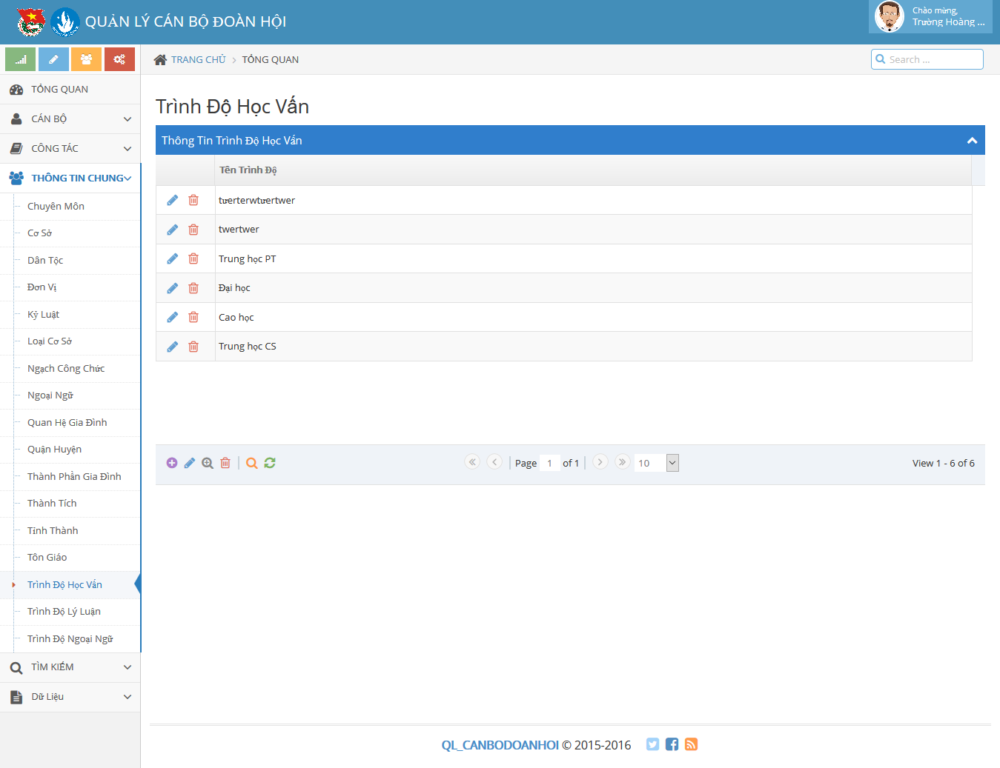 QUẢN LÝ CÁN BỘ ĐOÀN HỘI
Chào mừng,
Trường Hoàng ...
TRANG CHỦ > TỔNG QUAN
Search ...
TỔNG QUAN
CÁN BỘ
CÔNG TÁC
THÔNG TIN CHUNG
Chuyên Môn
Cơ Sở
Dân Tộc
Đơn Vị
Kỷ Luật
Loại Cơ Sở
Ngạch Công Chức
Ngoại Ngữ
Quan Hệ Gia Đình
Quận Huyện
Thành Phần Gia Đình
Thành Tích
Tỉnh Thành
Tôn Giáo
Trình Độ Học Vấn
Trình Độ Lý Luận
Trình Độ Ngoại Ngữ
TÌM KIẾM
Dữ Liệu
Trình Độ Học Vấn
Thông Tin Trình Độ Học Vấn
Tên Trình Độ
tưerterwtưertwer
twertwer
Trung học PT
Đại học
Cao học
Trung học CS
Page 1 of 1 10
View 1 - 6 of 6
QL_CANBODOANHOI © 2015-2016